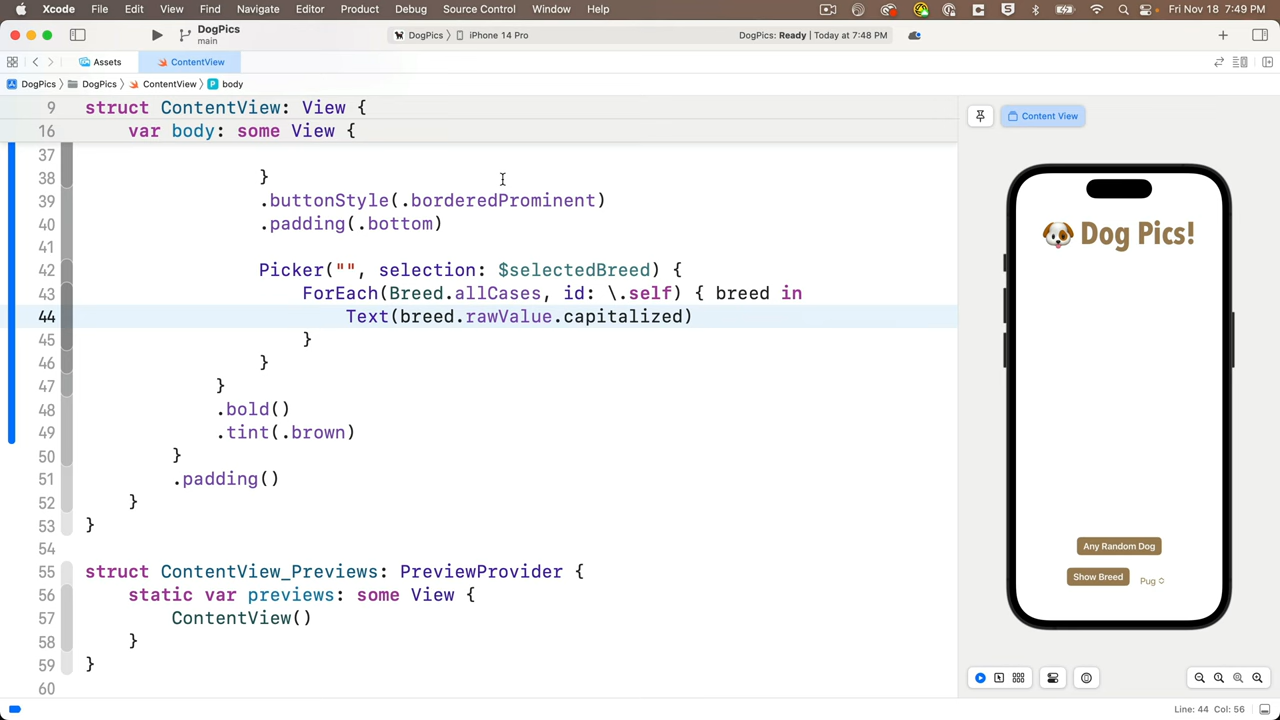 Xcode File Edit View Find Navigate Editor Product Debug Source Control Window Help Fri Nov 18 7:49 PM
DogPics
main
DogPics 〉 iPhone 14 Pro
DogPics: Ready | Today at 7:48 PM
Assets
ContentView
DogPics 〉 DogPics 〉 ContentView 〉 P body
9 struct ContentView: View {
16 var body: some View {
37
38 }
39 .buttonStyle(.borderedProminent)
40 .padding(.bottom)
41
42 Picker("", selection: $selectedBreed) {
43 ForEach(Breed.allCases, id: \.self) { breed in
44 Text(breed.rawValue.capitalized)
45 }
46 }
47 }
48 .bold()
49 .tint(.brown)
50 }
51 .padding()
52 }
53 }
54
55 struct ContentView_Previews: PreviewProvider {
56 static var previews: some View {
57 ContentView()
58 }
59 }
60
Content View
🐶 Dog Pics!
Any Random Dog
Show Breed Pug
Line: 44 Col: 56